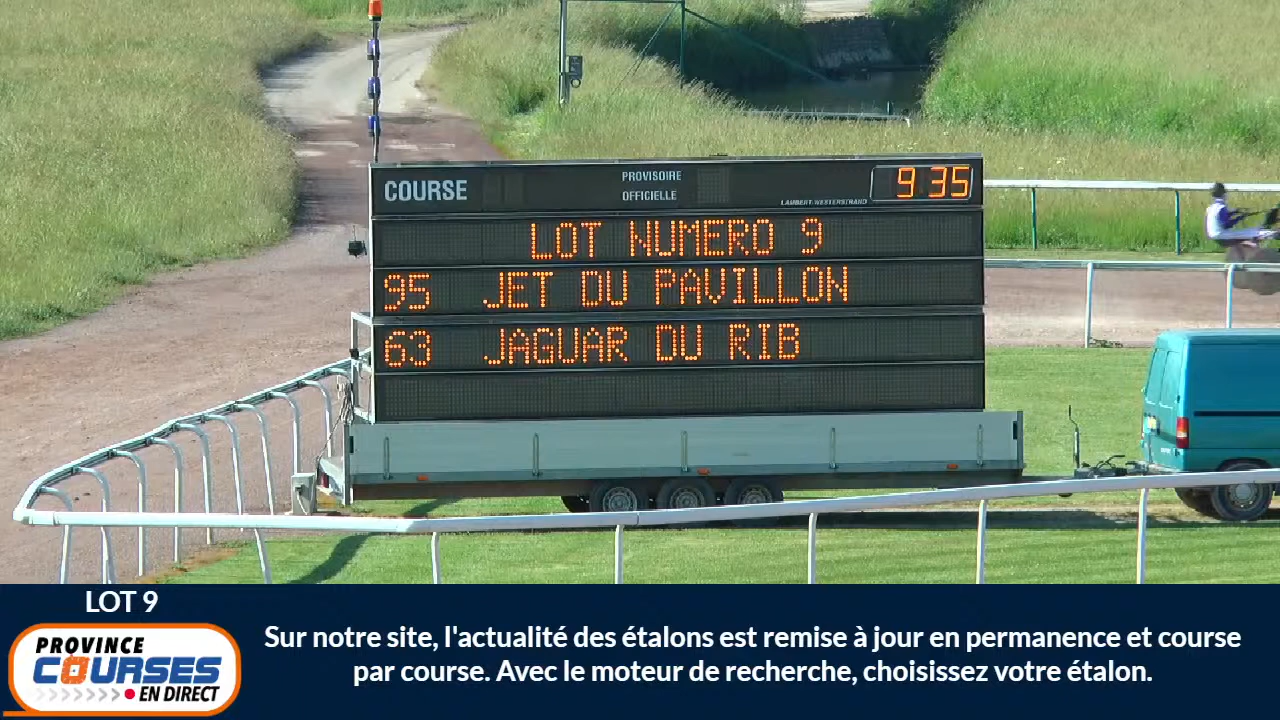 COURSE
PROVISOIRE
OFFICIELLE
9 35
LAMBERT-WESTERSTRAND
LOT NUMERO 9
95 JET DU PAVILLON
63 JAGUAR DU RIB
LOT 9
PROVINCE
COURSES
EN DIRECT
Sur notre site, l'actualité des étalons est remise à jour en permanence et course
par course. Avec le moteur de recherche, choisissez votre étalon.